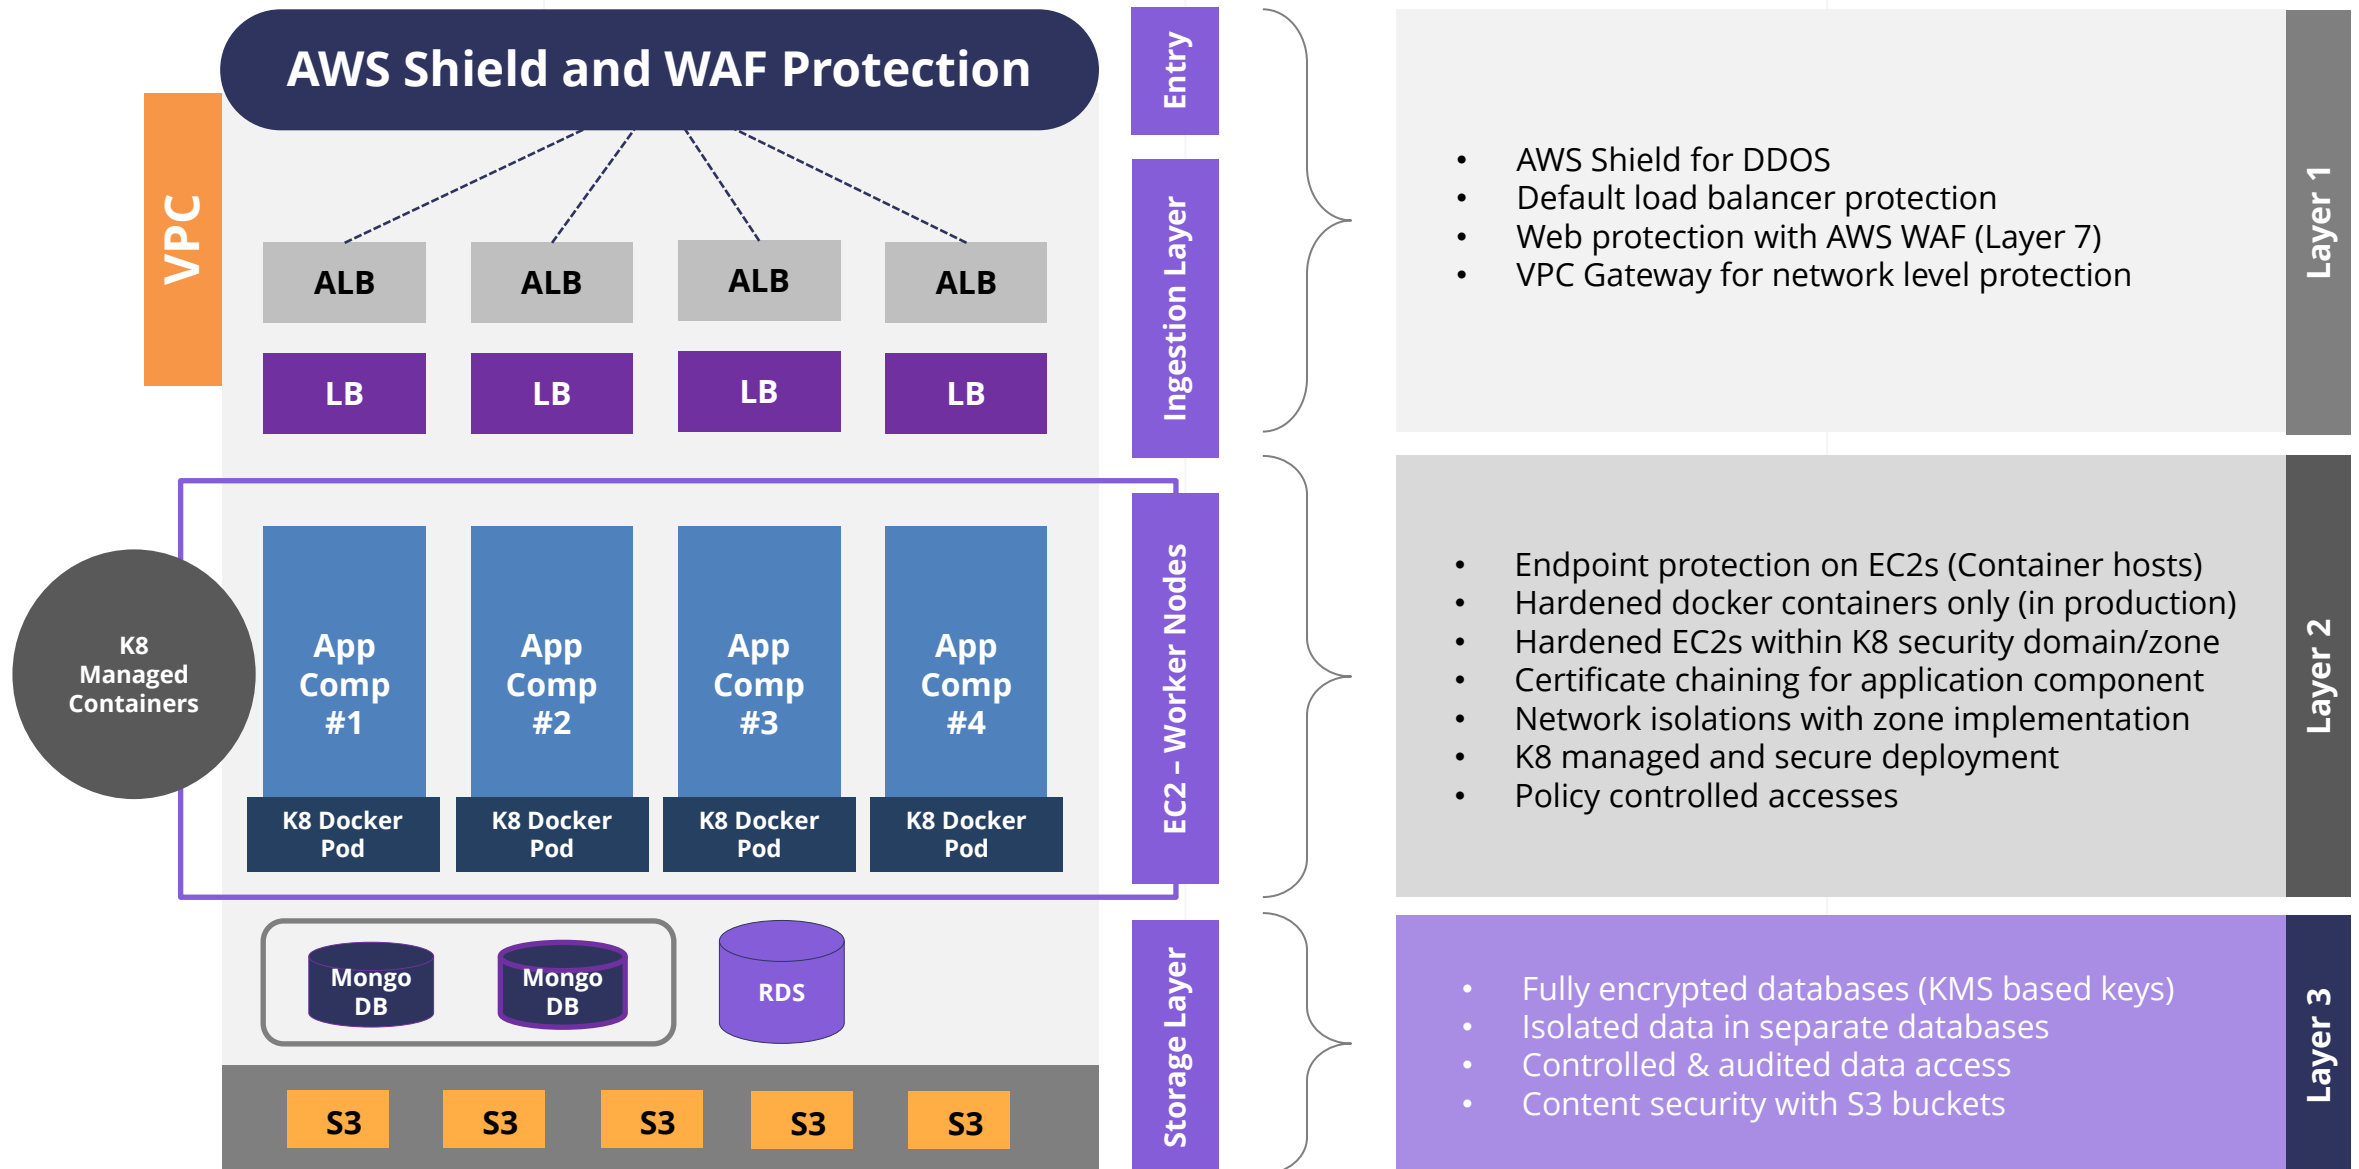 AWS Shield and WAF Protection
VPC
ALB
ALB
ALB
ALB
LB
LB
LB
LB
K8
Managed
Containers
App
Comp
#1
App
Comp
#2
App
Comp
#3
App
Comp
#4
K8 Docker
Pod
K8 Docker
Pod
K8 Docker
Pod
K8 Docker
Pod
Mongo
DB
Mongo
DB
RDS
S3
S3
S3
S3
S3
Entry
Ingestion Layer
EC2 – Worker Nodes
Storage Layer
• AWS Shield for DDOS
• Default load balancer protection
• Web protection with AWS WAF (Layer 7)
• VPC Gateway for network level protection
Layer 1
• Endpoint protection on EC2s (Container hosts)
• Hardened docker containers only (in production)
• Hardened EC2s within K8 security domain/zone
• Certificate chaining for application component
• Network isolations with zone implementation
• K8 managed and secure deployment
• Policy controlled accesses
Layer 2
• Fully encrypted databases (KMS based keys)
• Isolated data in separate databases
• Controlled & audited data access
• Content security with S3 buckets
Layer 3